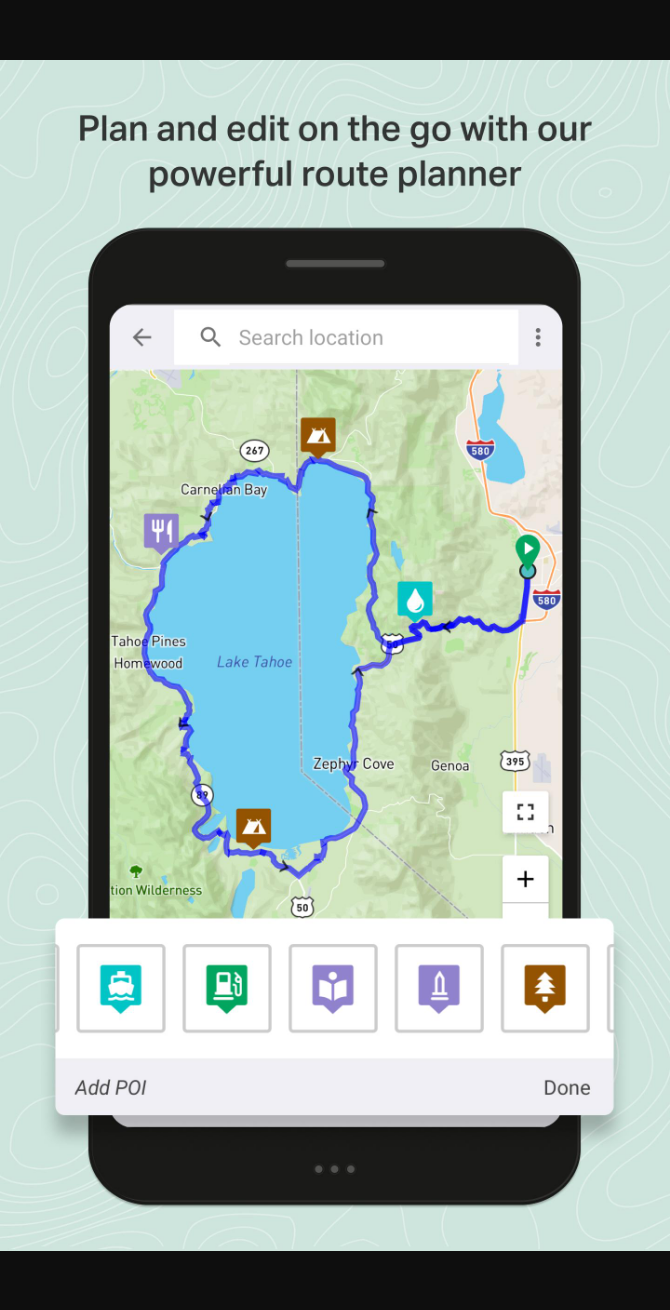 Plan and edit on the go with our
powerful route planner
Search location
267
580
Carnelian Bay
580
50
Tahoe Pines
Homewood
Lake Tahoe
Zephyr Cove
Genoa
395
89
tion Wilderness
50
Add POI
Done